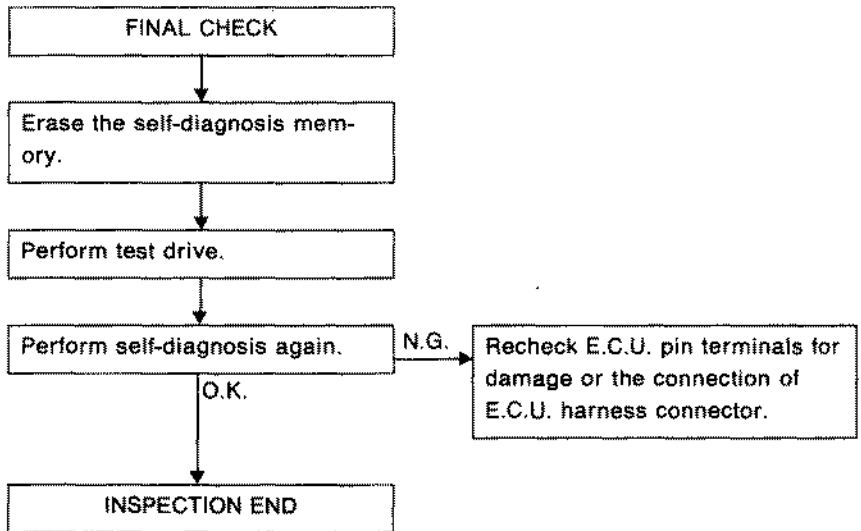 FINAL CHECK
Erase the self-diagnosis mem-
ory.
Perform test drive.
Perform self-diagnosis again.
N.G.
Recheck E.C.U. pin terminals for
damage or the connection of
E.C.U. harness connector.
O.K.
INSPECTION END